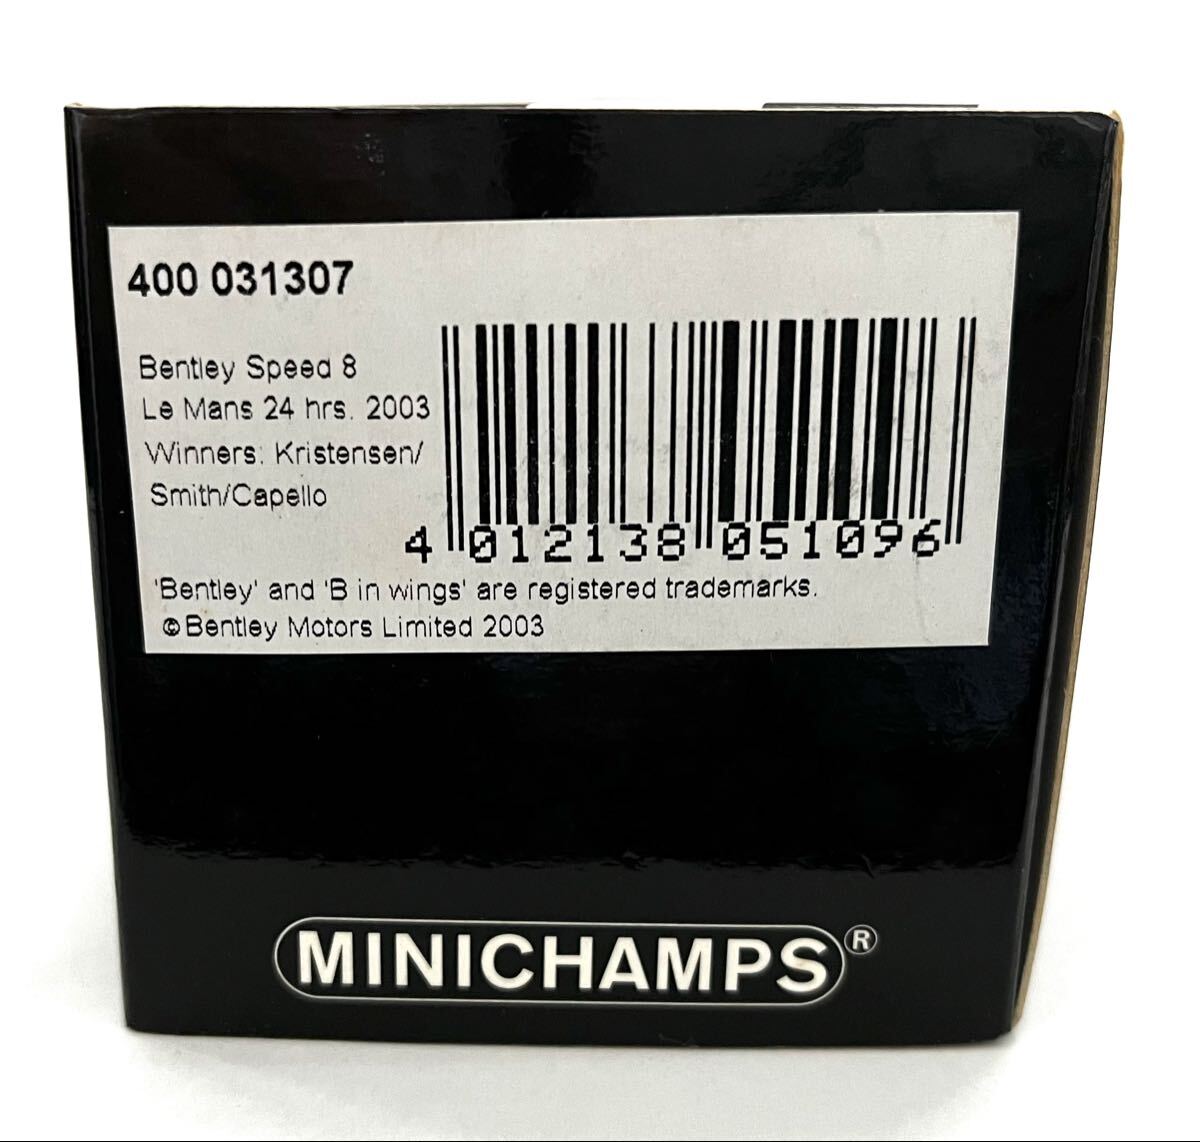 400 031307
Bentley Speed 8
Le Mans 24 hrs. 2003
Winners: Kristensen/
Smith/Capello
4 012138 051096
'Bentley' and 'B in wings' are registered trademarks.
©Bentley Motors Limited 2003
MINICHAMPS®